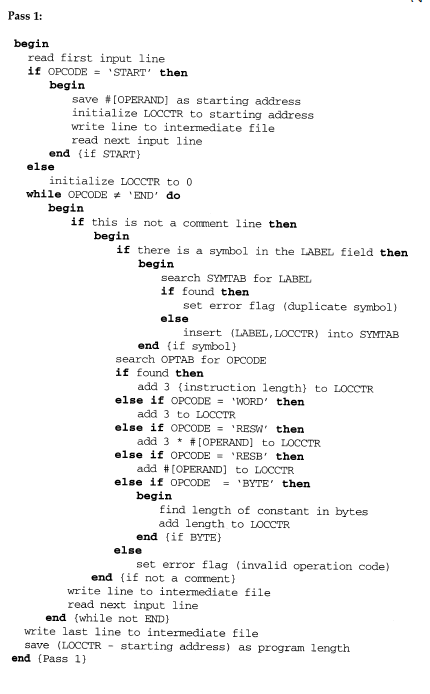 Pass 1:
begin
read first input line
if OPCODE = 'START' then
begin
save #[OPERAND] as starting address
initialize LOCCTR to starting address
write line to intermediate file
read next input line
end {if START}
else
initialize LOCCTR to 0
while OPCODE ≠ 'END' do
begin
if this is not a comment line then
begin
if there is a symbol in the LABEL field then
begin
search SYMTAB for LABEL
if found then
set error flag (duplicate symbol)
else
insert (LABEL,LOCCTR) into SYMTAB
end {if symbol}
search OPTAB for OPCODE
if found then
add 3 {instruction length} to LOCCTR
else if OPCODE = 'WORD' then
add 3 to LOCCTR
else if OPCODE = 'RESW' then
add 3 * #[OPERAND] to LOCCTR
else if OPCODE = 'RESB' then
add #[OPERAND] to LOCCTR
else if OPCODE = 'BYTE' then
begin
find length of constant in bytes
add length to LOCCTR
end {if BYTE}
else
set error flag (invalid operation code)
end {if not a comment}
write line to intermediate file
read next input line
end {while not END}
write last line to intermediate file
save (LOCCTR - starting address) as program length
end {Pass 1}